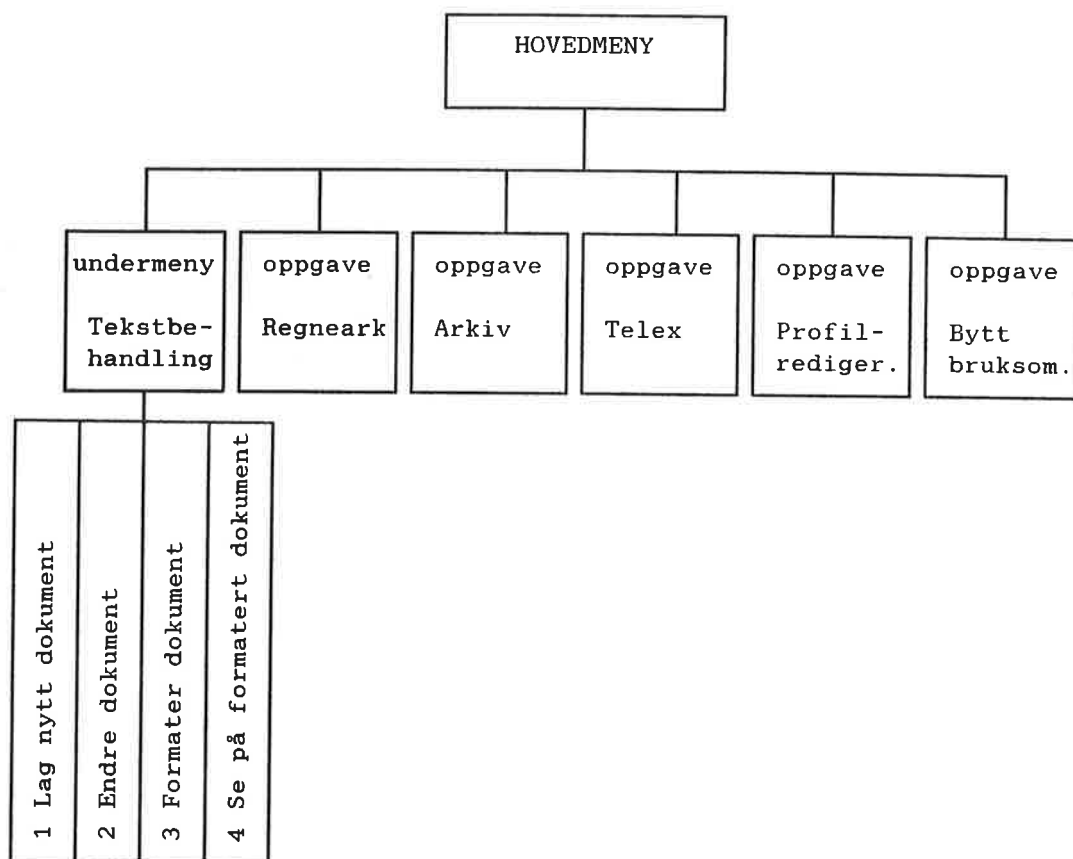 HOVEDMENY
undermeny
Tekstbe-
handling
oppgave
Regneark
oppgave
Arkiv
oppgave
Telex
oppgave
Profil-
rediger.
oppgave
Bytt
bruksom.
1 Lag nytt dokument
2 Endre dokument
3 Formater dokument
4 Se på formatert dokument